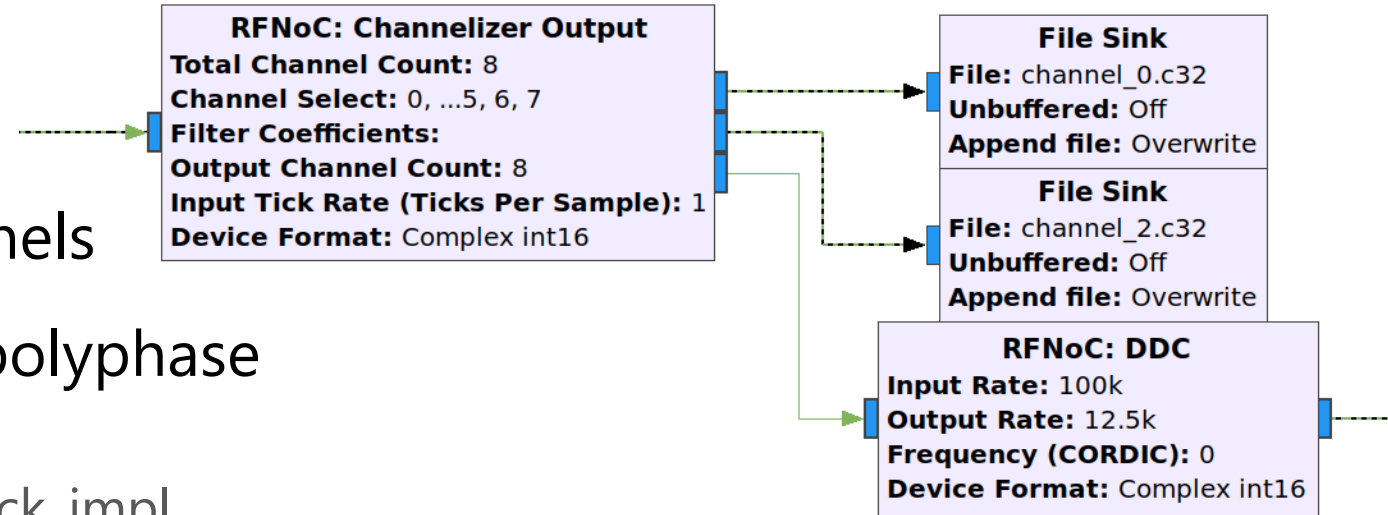 RFNoC: Channelizer Output
Total Channel Count: 8
Channel Select: 0, ...5, 6, 7
Filter Coefficients:
Output Channel Count: 8
Input Tick Rate (Ticks Per Sample): 1
Device Format: Complex int16
File Sink
File: channel_0.c32
Unbuffered: Off
Append file: Overwrite
File Sink
File: channel_2.c32
Unbuffered: Off
Append file: Overwrite
RFNoC: DDC
Input Rate: 100k
Output Rate: 12.5k
Frequency (CORDIC): 0
Device Format: Complex int16
nels
polyphase
ck_impl